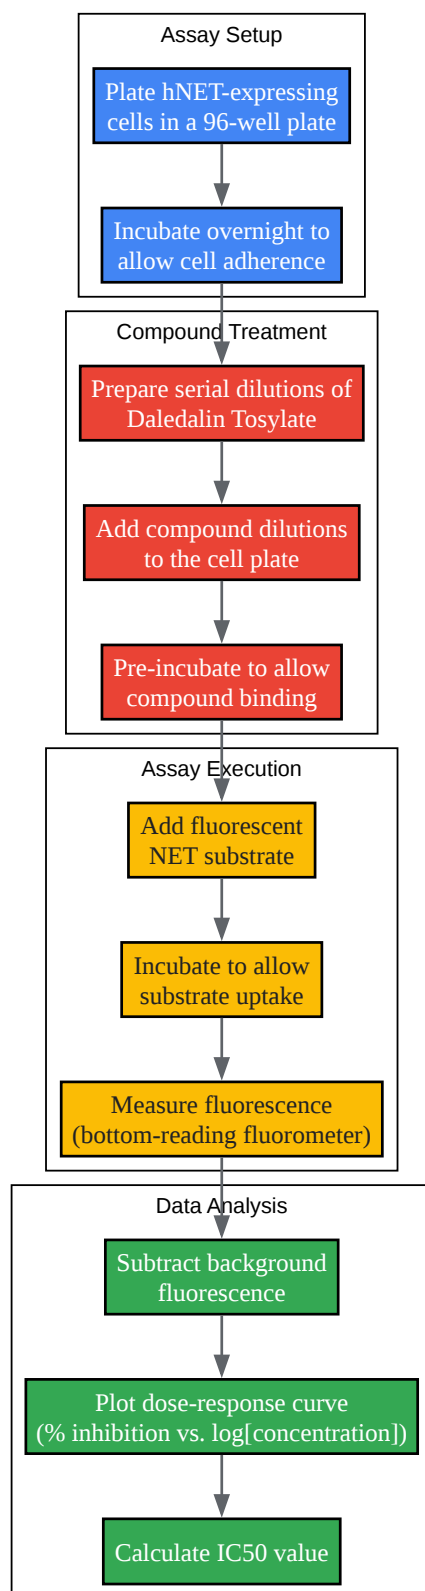 Assay Setup
Plate hNET-expressing
cells in a 96-well plate
Incubate overnight to
allow cell adherence
Compound Treatment
Prepare serial dilutions of
Daledalin Tosylate
Add compound dilutions
to the cell plate
Pre-incubate to allow
compound binding
Assay Execution
Add fluorescent
NET substrate
Incubate to allow
substrate uptake
Measure fluorescence
(bottom-reading fluorometer)
Data Analysis
Subtract background
fluorescence
Plot dose-response curve
(% inhibition vs. log[concentration])
Calculate IC50 value